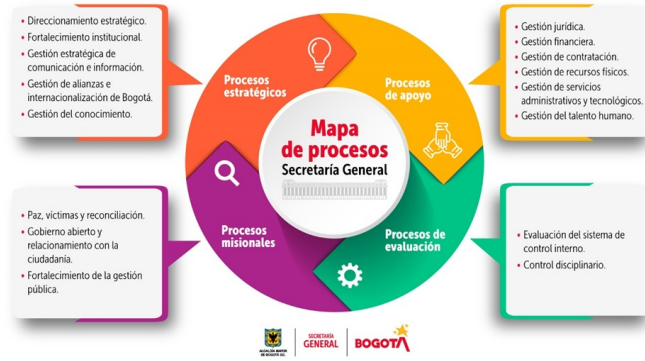 • Direccionamiento estratégico.
• Fortalecimiento institucional.
• Gestión estratégica de
comunicación e información.
• Gestión de alianzas e
internacionalización de Bogotá.
• Gestión del conocimiento.
Procesos
estratégicos
Procesos
de apoyo
• Gestión jurídica.
• Gestión financiera.
• Gestión de contratación.
• Gestión de recursos físicos.
• Gestión de servicios
administrativos y tecnológicos.
• Gestión del talento humano.
Mapa
de procesos
Secretaría General
• Paz, víctimas y reconciliación.
• Gobierno abierto y
relacionamiento con la
ciudadanía.
• Fortalecimiento de la gestión
pública.
Procesos
misionales
Procesos de
evaluación
• Evaluación del sistema de
control interno.
• Control disciplinario.
ALCALDÍA MAYOR
DE BOGOTÁ D.C.
SECRETARÍA
GENERAL
BOGOTÁ